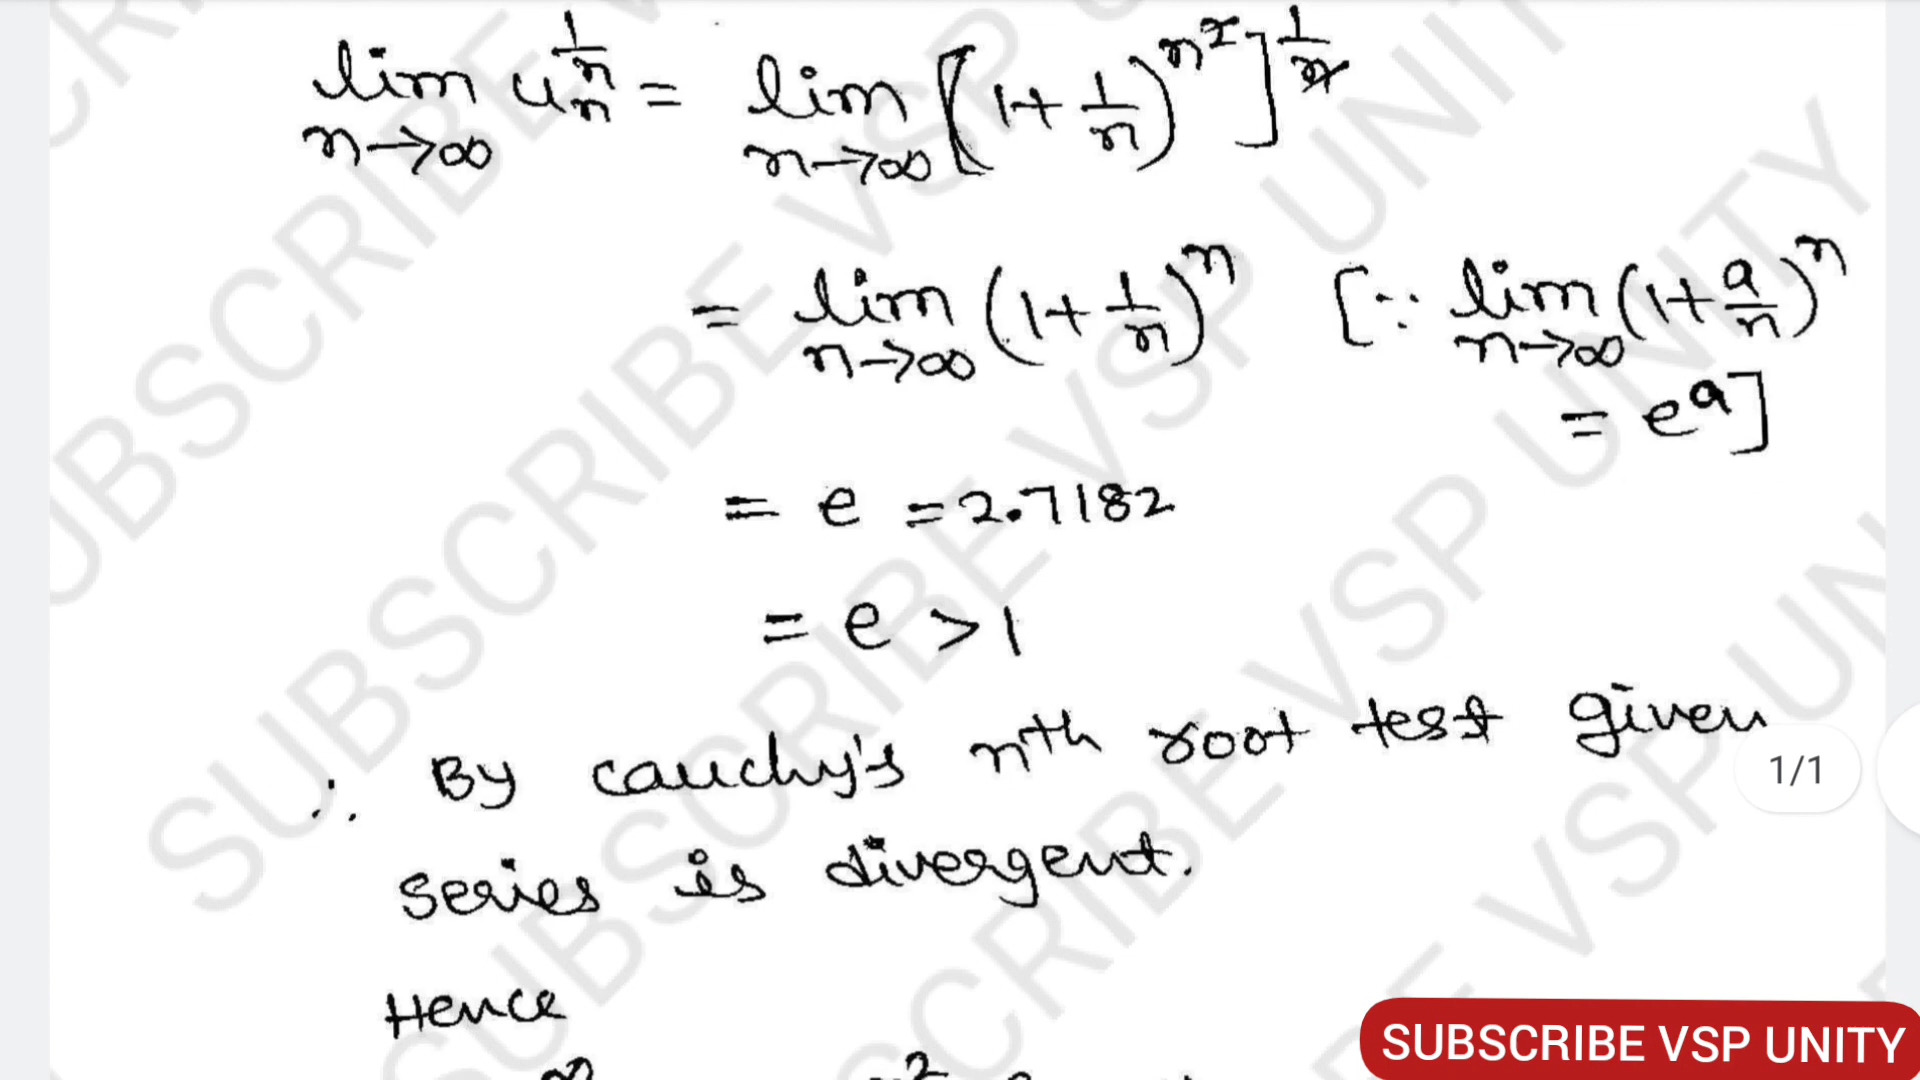 lim u_n^{1/n} = lim [(1+1/n)^{n^2}]^{1/n}
n→∞ n→∞
= lim (1+1/n)^n [∵ lim (1+a/n)^n
n→∞ n→∞
= e^a]
= e = 2.7182
= e > 1
∴ By cauchy's nth root test given
series is divergent.
Hence
1/1
SUBSCRIBE VSP UNITY